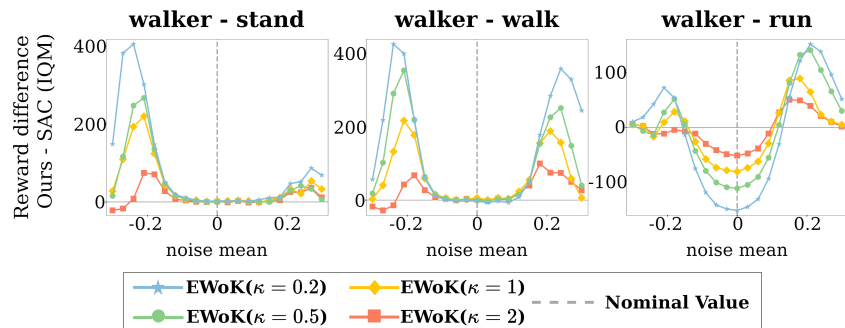 walker - stand walker - walk walker - run
Reward difference
Ours - SAC (IQM)
400
200
0
-0.2 0 0.2
noise mean
400
200
0
-0.2 0 0.2
noise mean
100
0
-100
-0.2 0 0.2
noise mean
EWoK(κ = 0.2) EWoK(κ = 1) Nominal Value
EWoK(κ = 0.5) EWoK(κ = 2)